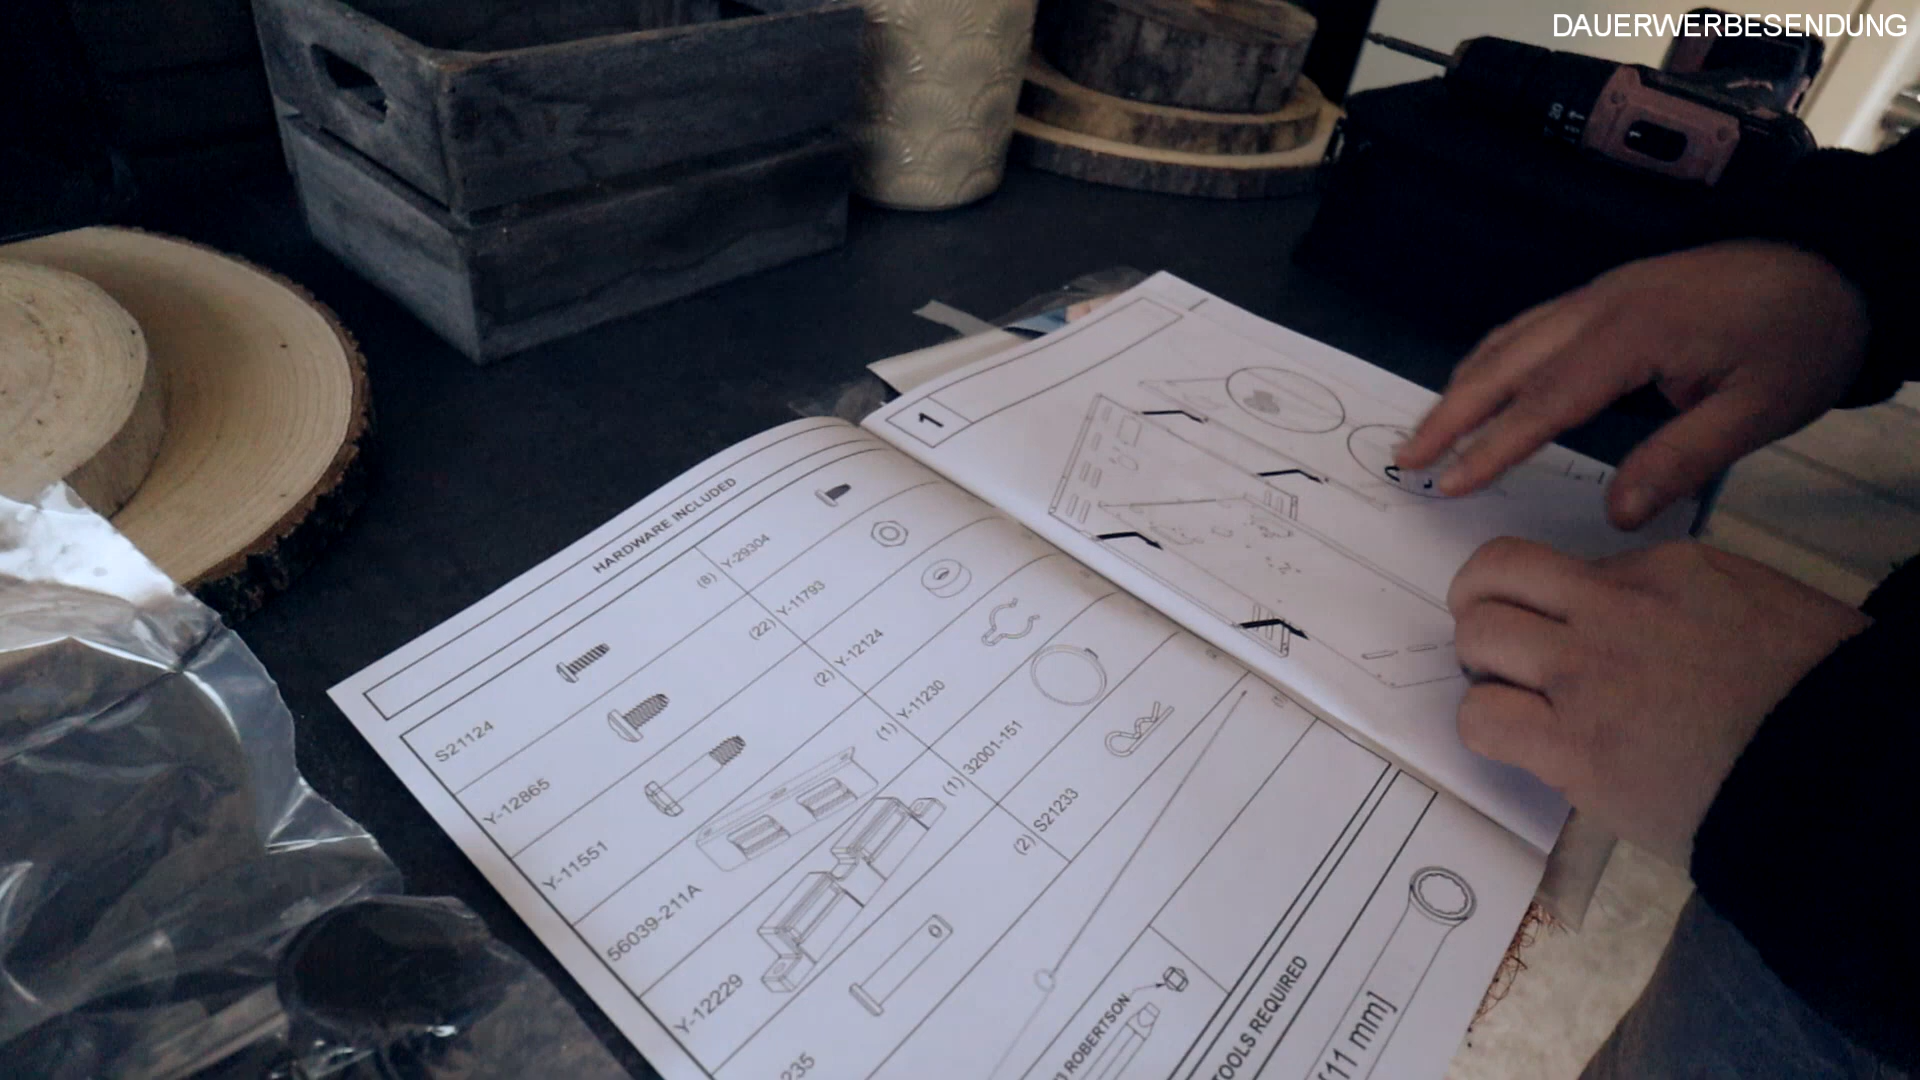 DAUERWERBESENDUNG
1
HARDWARE INCLUDED
S21124
(8)
Y-29304
Y-12865
(22)
Y-11793
Y-11551
(2)
Y-12124
56039-211A
(1)
Y-11230
Y-12229
(1)
32001-151
235
(2)
S21233
ROBERTSON
TOOLS REQUIRED
[11 mm]